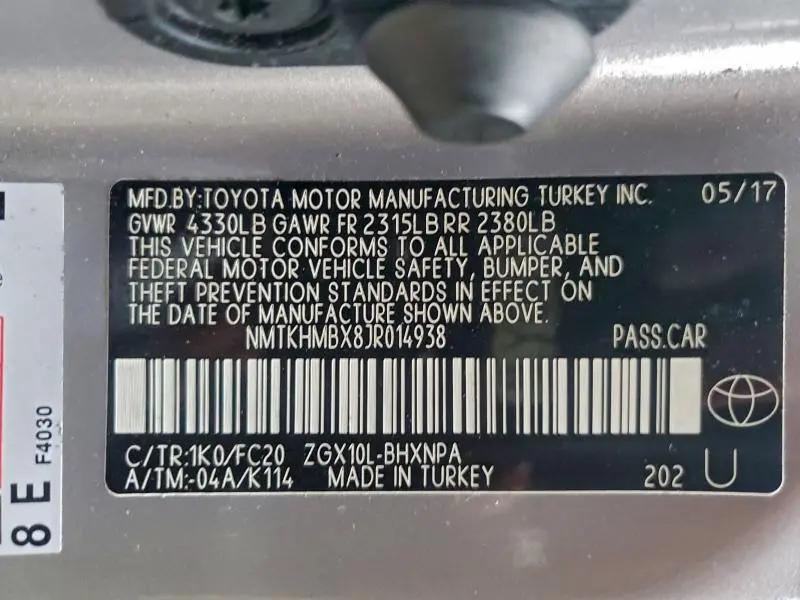 MFD.BY:TOYOTA MOTOR MANUFACTURING TURKEY INC. 05/17
GVWR 4330LB GAWR FR 2315LB RR 2380LB
THIS VEHICLE CONFORMS TO ALL APPLICABLE
FEDERAL MOTOR VEHICLE SAFETY, BUMPER, AND
THEFT PREVENTION STANDARDS IN EFFECT ON
THE DATE OF MANUFACTURE SHOWN ABOVE.
NMTKHMBX8JR014938 PASS.CAR
C/TR:1K0/FC20 ZGX10L-BHXNPA
A/TM:-04A/K114 MADE IN TURKEY 202 U
8 E F4030